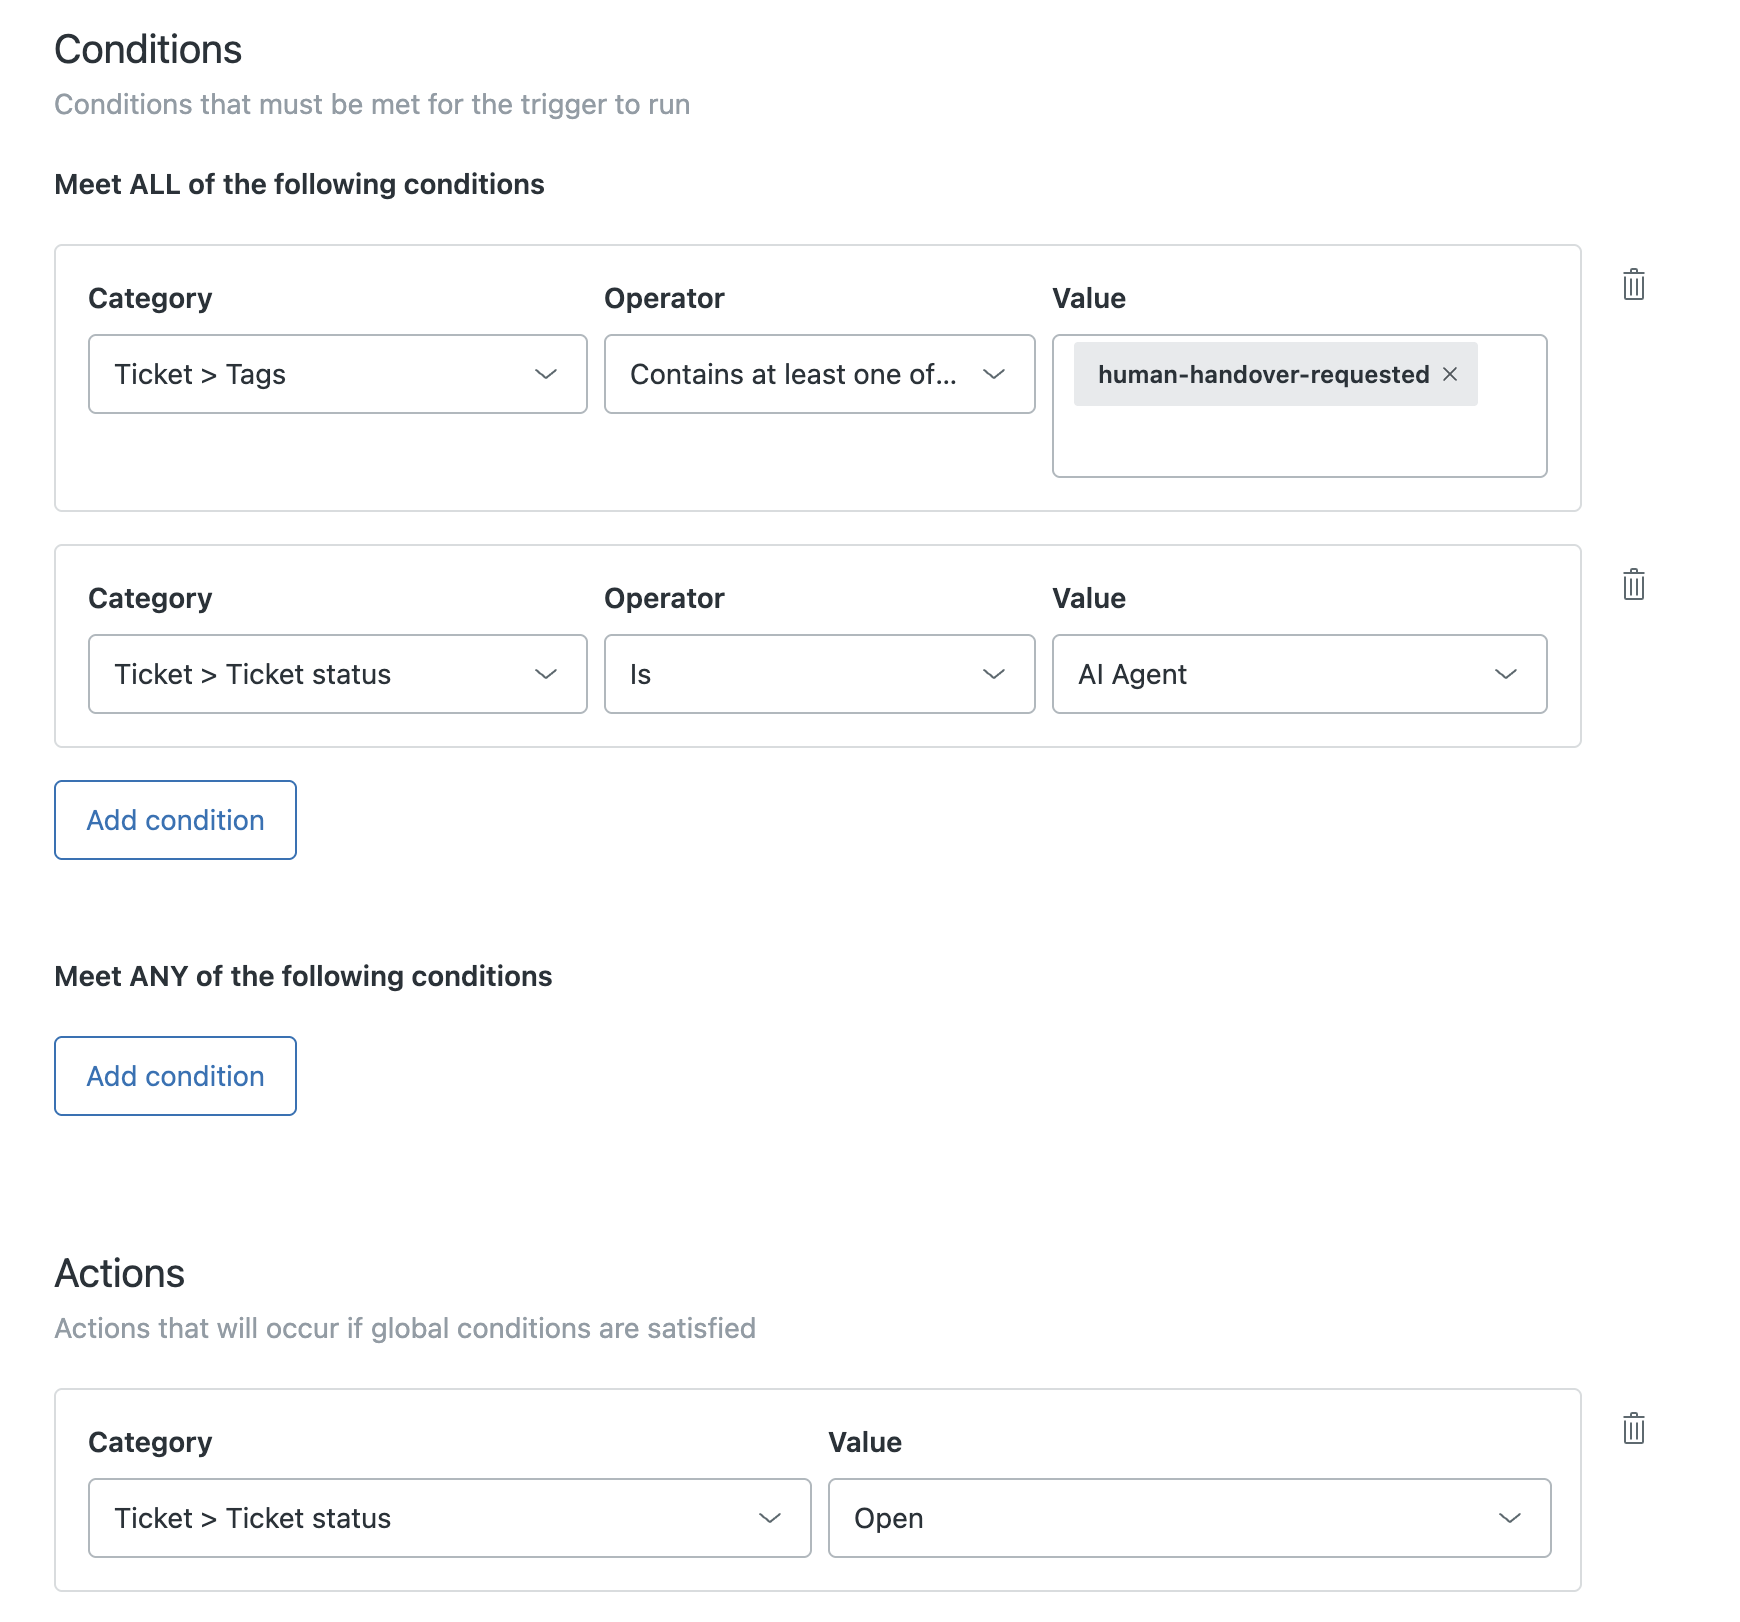 Conditions
Conditions that must be met for the trigger to run
Meet ALL of the following conditions
Category Operator Value
Ticket > Tags Contains at least one of... human-handover-requested ×
Category Operator Value
Ticket > Ticket status Is AI Agent
Add condition
Meet ANY of the following conditions
Add condition
Actions
Actions that will occur if global conditions are satisfied
Category Value
Ticket > Ticket status Open